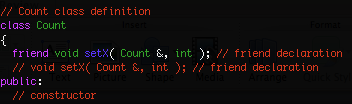 // Count class definition
class Count
{
friend void setX( Count &, int ); // friend declaration
// void setX( Count &, int ); // friend declaration
public:
// constructor